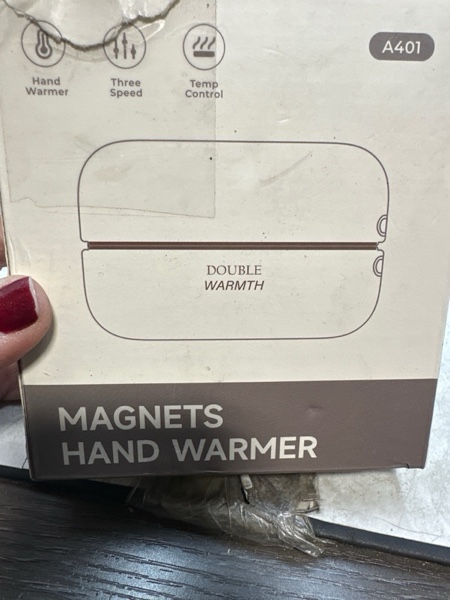 A401
Hand Three Temp
Warmer Speed Control
DOUBLE
WARMTH
MAGNETS
HAND WARMER